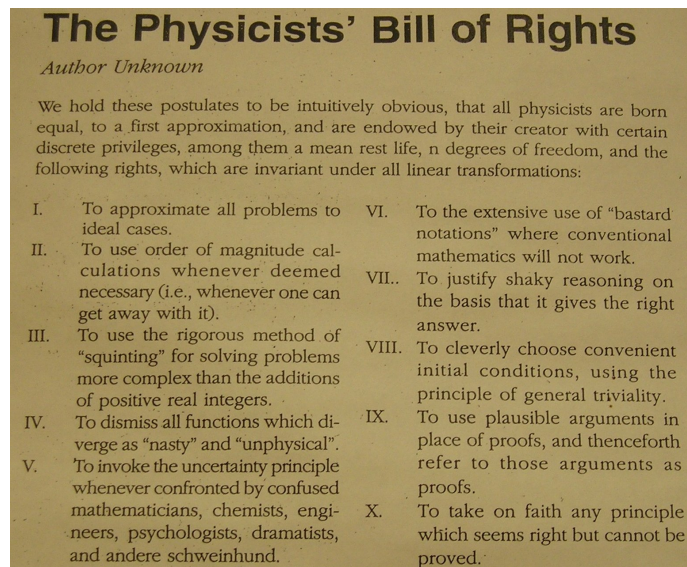 The Physicists' Bill of Rights
Author Unknown
We hold these postulates to be intuitively obvious, that all physicists are born
equal, to a first approximation, and are endowed by their creator with certain
discrete privileges, among them a mean rest life, n degrees of freedom, and the
following rights, which are invariant under all linear transformations:
I. To approximate all problems to
ideal cases.
II. To use order of magnitude cal-
culations whenever deemed
necessary (i.e., whenever one can
get away with it).
III. To use the rigorous method of
"squinting" for solving problems
more complex than the additions
of positive real integers.
IV. To dismiss all functions which di-
verge as "nasty" and "unphysical".
V. To invoke the uncertainty principle
whenever confronted by confused
mathematicians, chemists, engi-
neers, psychologists, dramatists,
and andere schweinhund.
VI. To the extensive use of "bastard
notations" where conventional
mathematics will not work.
VII.. To justify shaky reasoning on
the basis that it gives the right
answer.
VIII. To cleverly choose convenient
initial conditions, using the
principle of general triviality.
IX. To use plausible arguments in
place of proofs, and thenceforth
refer to those arguments as
proofs.
X. To take on faith any principle
which seems right but cannot be
proved.